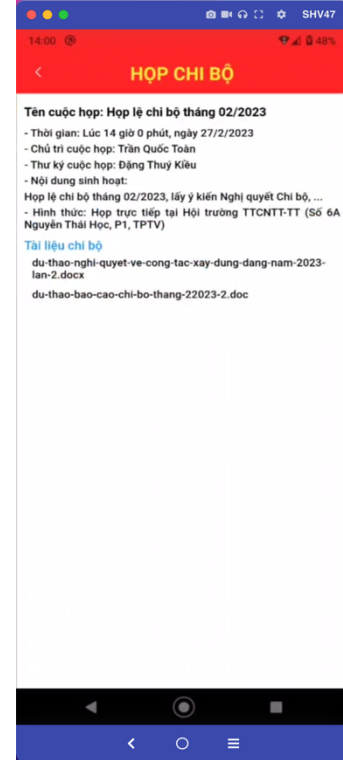 SHV47
14:00 48%
HỌP CHI BỘ
Tên cuộc họp: Họp lệ chi bộ tháng 02/2023
- Thời gian: Lúc 14 giờ 0 phút, ngày 27/2/2023
- Chủ trì cuộc họp: Trần Quốc Toàn
- Thư ký cuộc họp: Đặng Thuý Kiều
- Nội dung sinh hoạt:
Họp lệ chi bộ tháng 02/2023, lấy ý kiến Nghị quyết Chi bộ, ...
- Hình thức: Họp trực tiếp tại Hội trường TTCNTT-TT (Số 6A
Nguyễn Thái Học, P1, TPTV)
Tài liệu chi bộ
du-thao-nghi-quyet-ve-cong-tac-xay-dung-dang-nam-2023-
lan-2.docx
du-thao-bao-cao-chi-bo-thang-22023-2.doc